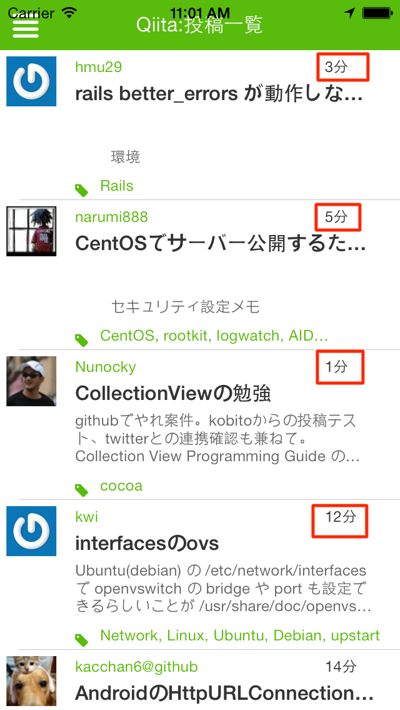 Carrier 11:01 AM
Qiita:投稿一覧
hmu29 3分
rails better_errors が動作しな…
環境
Rails
narumi888 5分
CentOSでサーバー公開するた…
セキュリティ設定メモ
CentOS, rootkit, logwatch, AID…
Nunocky 1分
CollectionViewの勉強
githubでやれ案件。kobitoからの投稿テス
ト、twitterとの連携確認も兼ねて。
Collection View Programming Guide の…
cocoa
kwi 12分
interfacesのovs
Ubuntu(debian) の /etc/network/interfaces
で openvswitch の bridge や port も設定で
きるらしいことが /usr/share/doc/openvs…
Network, Linux, Ubuntu, Debian, upstart
kacchan6@github 14分
AndroidのHttpURLConnection…